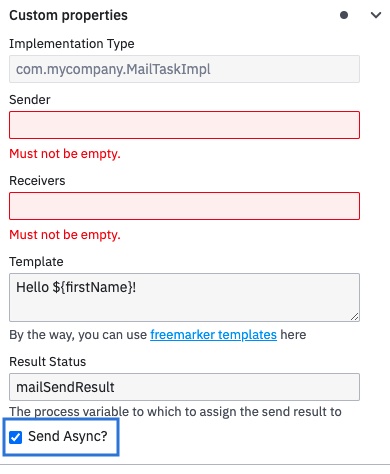 Custom properties
Implementation Type
com.mycompany.MailTaskImpl
Sender
Must not be empty.
Receivers
Must not be empty.
Template
Hello ${firstName}!
By the way, you can use freemarker templates here
Result Status
mailSendResult
The process variable to which to assign the send result to
Send Async?